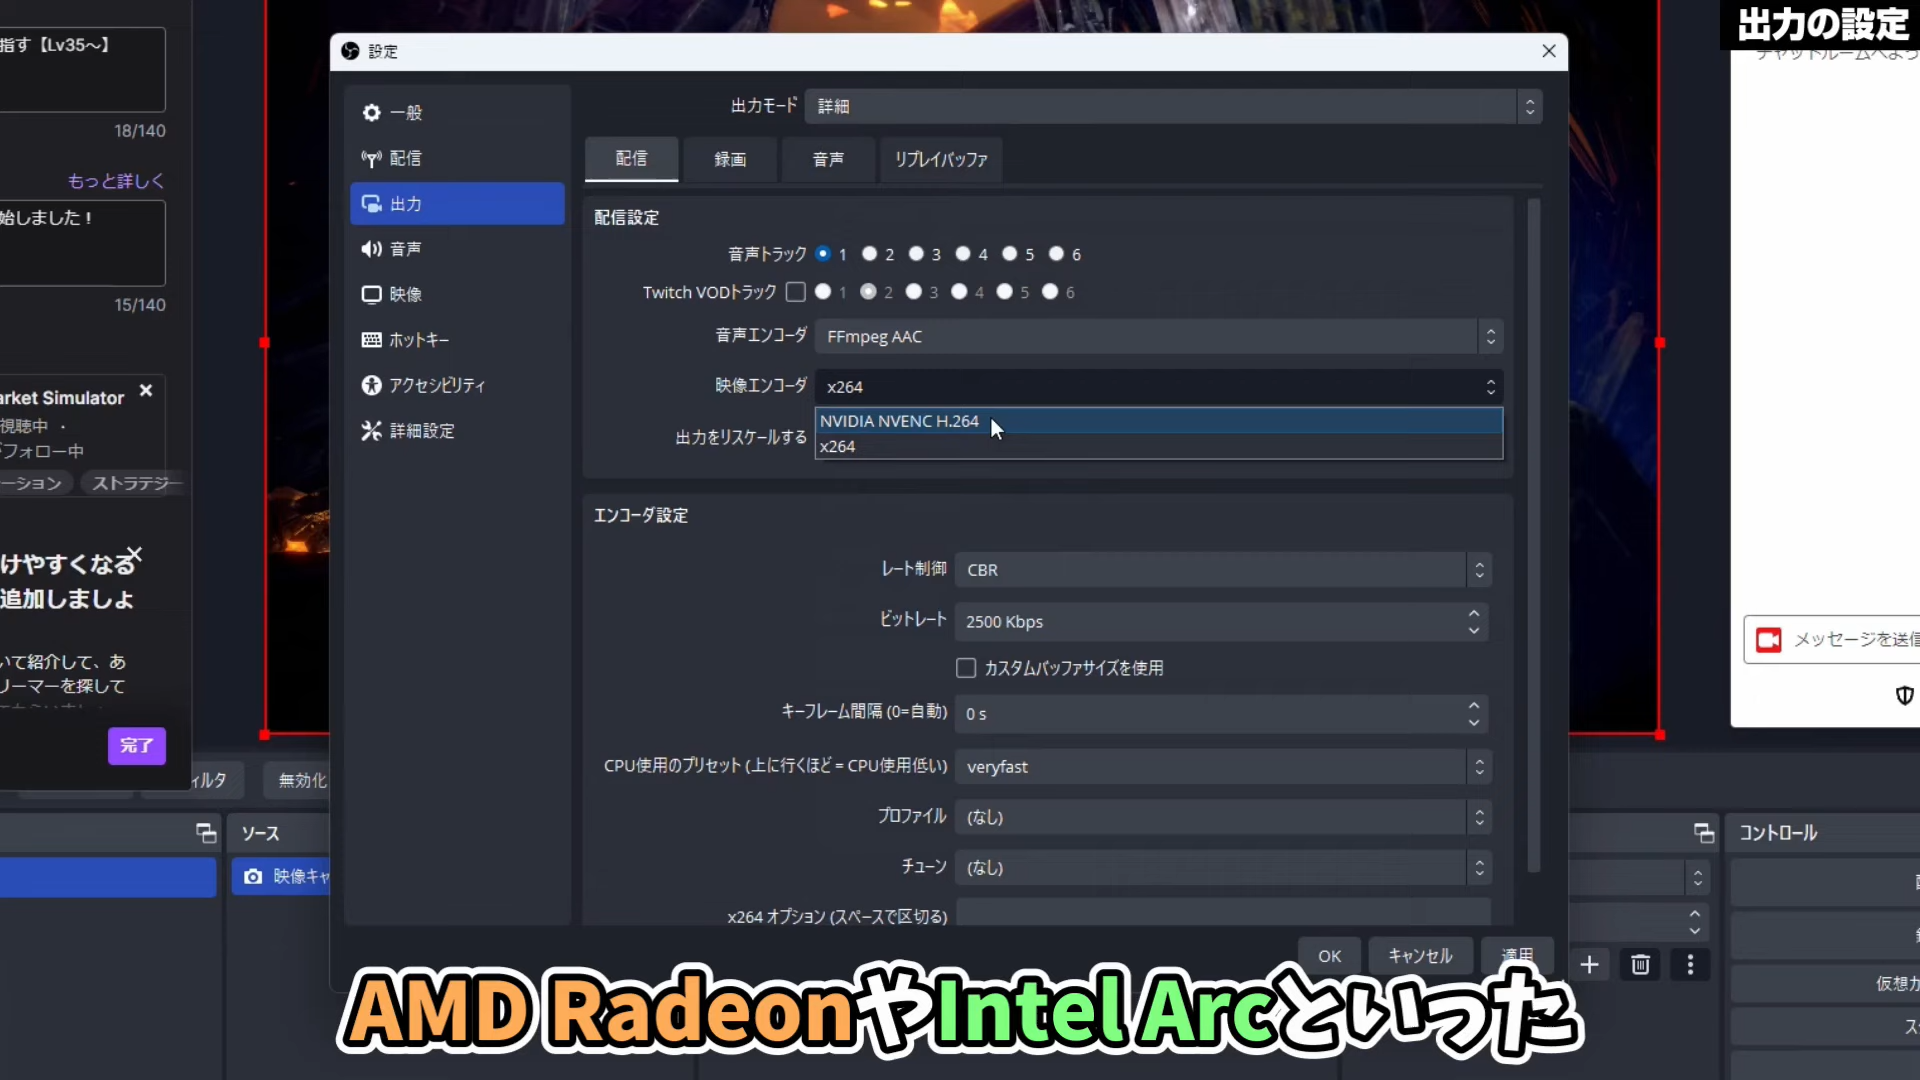 出力の設定
指す【Lv35～】
18/140
もっと詳しく
始しました！
15/140
arket Simulator
視聴中 ・
フォロー中
ーション
ストラテジー
けやすくなる
追加しましょ
いて紹介して、あ
リーマーを探して
完了
ィルタ
無効化
ソース
映像キャ
設定
一般
配信
出力
音声
映像
ホットキー
アクセシビリティ
詳細設定
出力モード 詳細
配信 録画 音声 リプレイバッファ
配信設定
音声トラック 1 2 3 4 5 6
Twitch VODトラック 1 2 3 4 5 6
音声エンコーダ FFmpeg AAC
映像エンコーダ x264
NVIDIA NVENC H.264
x264
出力をリスケールする
エンコーダ設定
レート制御 CBR
ビットレート 2500 Kbps
カスタムバッファサイズを使用
キーフレーム間隔 (0=自動) 0 s
CPU使用のプリセット (上に行くほど = CPU使用低い) veryfast
プロファイル (なし)
チューン (なし)
x264 オプション (スペースで区切る)
OK キャンセル 適用
メッセージを送信
コントロール
仮想カ
AMD RadeonやIntel Arcといった